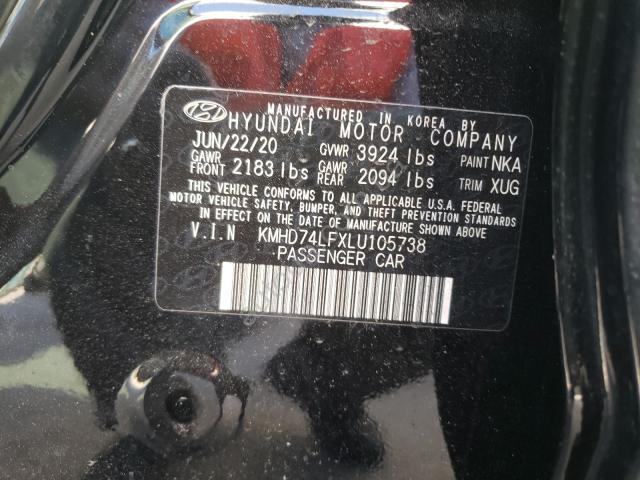 MANUFACTURED IN KOREA BY
HYUNDAI MOTOR COMPANY
JUN/22/20 GVWR 3924 lbs PAINT NKA
GAWR FRONT 2183 lbs GAWR REAR 2094 lbs TRIM XUG
THIS VEHICLE CONFORMS TO ALL APPLICABLE U.S.A. FEDERAL
MOTOR VEHICLE SAFETY, BUMPER, AND THEFT PREVENTION STANDARDS
IN EFFECT ON THE DATE OF MANUFACTURE SHOWN ABOVE.
V.I.N KMHD74LFXLU105738
PASSENGER CAR